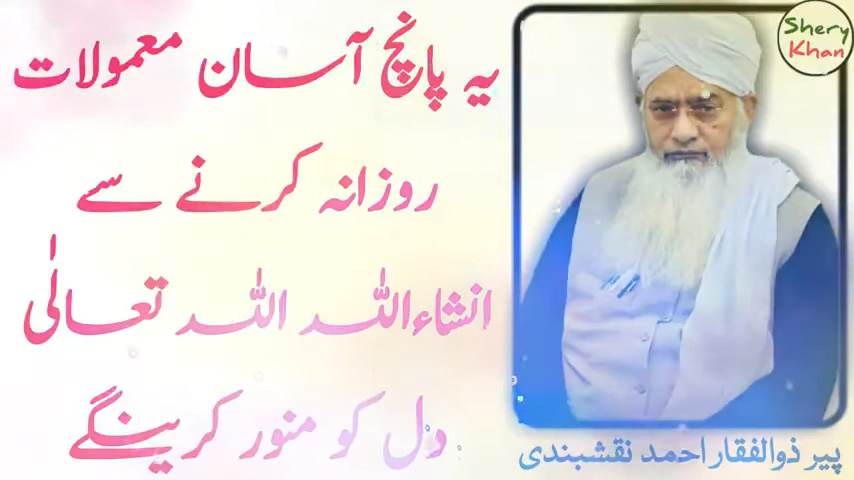 یہ پانچ آسان معمولات
روزانہ کرنے سے
انشاءاللہ اللہ تعالٰی
دل کو منور کرینگے
پیر ذوالفقار احمد نقشبندی
Shery
Khan